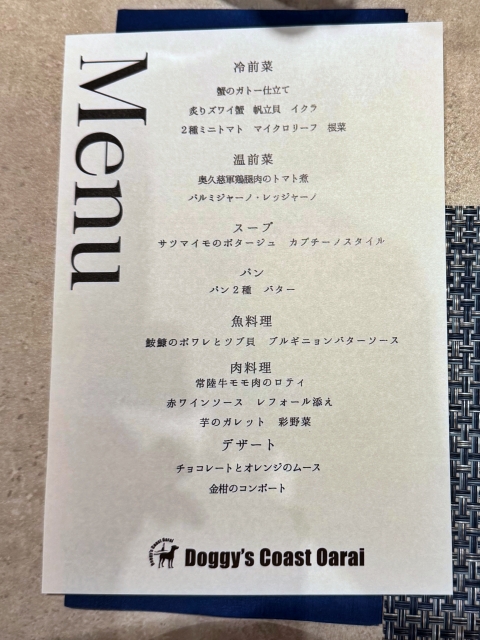 Menu
冷前菜
蟹のガトー仕立て
炙りズワイ蟹 帆立貝 イクラ
2種ミニトマト マイクロリーフ 根菜
温前菜
奥久慈軍鶏腿肉のトマト煮
パルミジャーノ・レッジャーノ
スープ
サツマイモのポタージュ カプチーノスタイル
パン
パン2種 バター
魚料理
鮟鱇のポワレとツブ貝 ブルギニョンバターソース
肉料理
常陸牛モモ肉のロティ
赤ワインソース レフォール添え
芋のガレット 彩野菜
デザート
チョコレートとオレンジのムース
金柑のコンポート
Doggy's Coast Oarai
Doggy's Coast Oarai